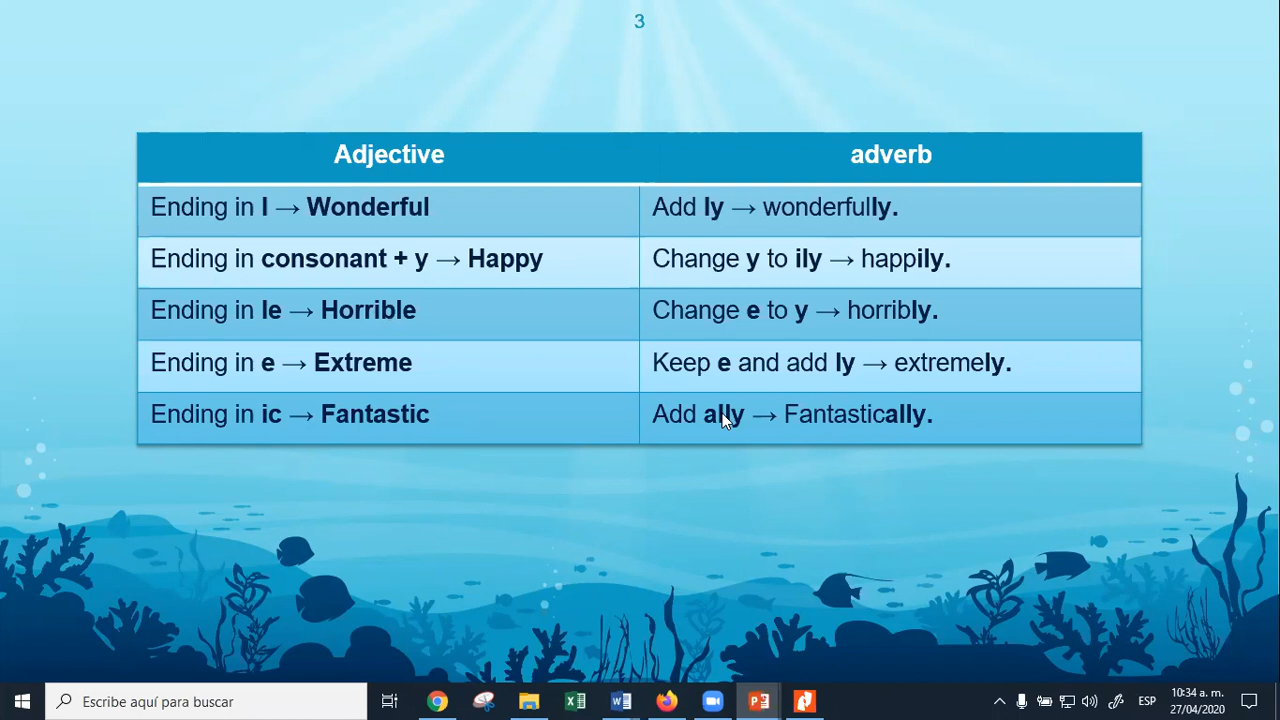 3
Adjective adverb
Ending in l → Wonderful Add ly → wonderfully.
Ending in consonant + y → Happy Change y to ily → happily.
Ending in le → Horrible Change e to y → horribly.
Ending in e → Extreme Keep e and add ly → extremely.
Ending in ic → Fantastic Add ally → Fantastically.
Escribe aquí para buscar
ESP
10:34 a. m.
27/04/2020